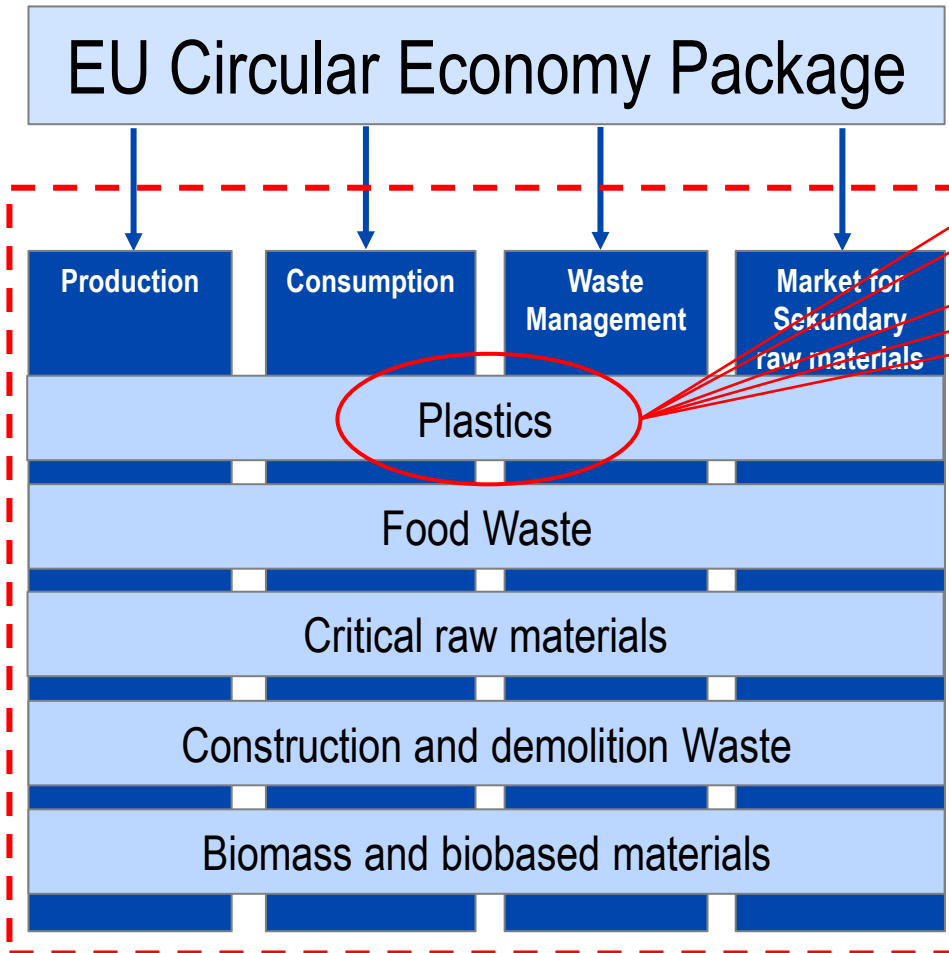 EU Circular Economy Package
Production
Consumption
Waste
Management
Market for
Sekundary
raw materials
Plastics
Food Waste
Critical raw materials
Construction and demolition Waste
Biomass and biobased materials